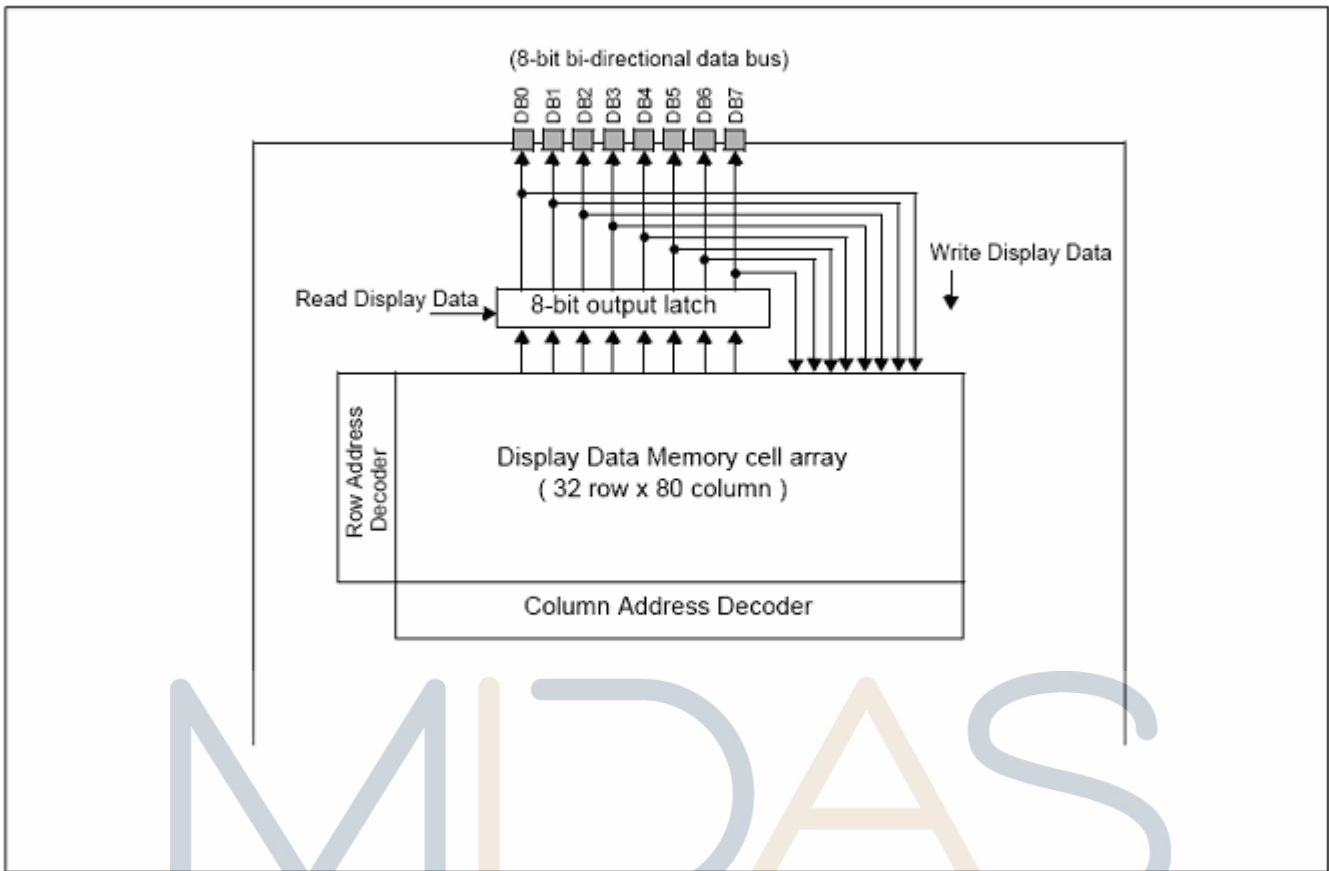 (8-bit bi-directional data bus)
DB0
DB1
DB2
DB3
DB4
DB5
DB6
DB7
Write Display Data
Read Display Data
8-bit output latch
Row Address
Decoder
Display Data Memory cell array
( 32 row x 80 column )
Column Address Decoder
MIDAS